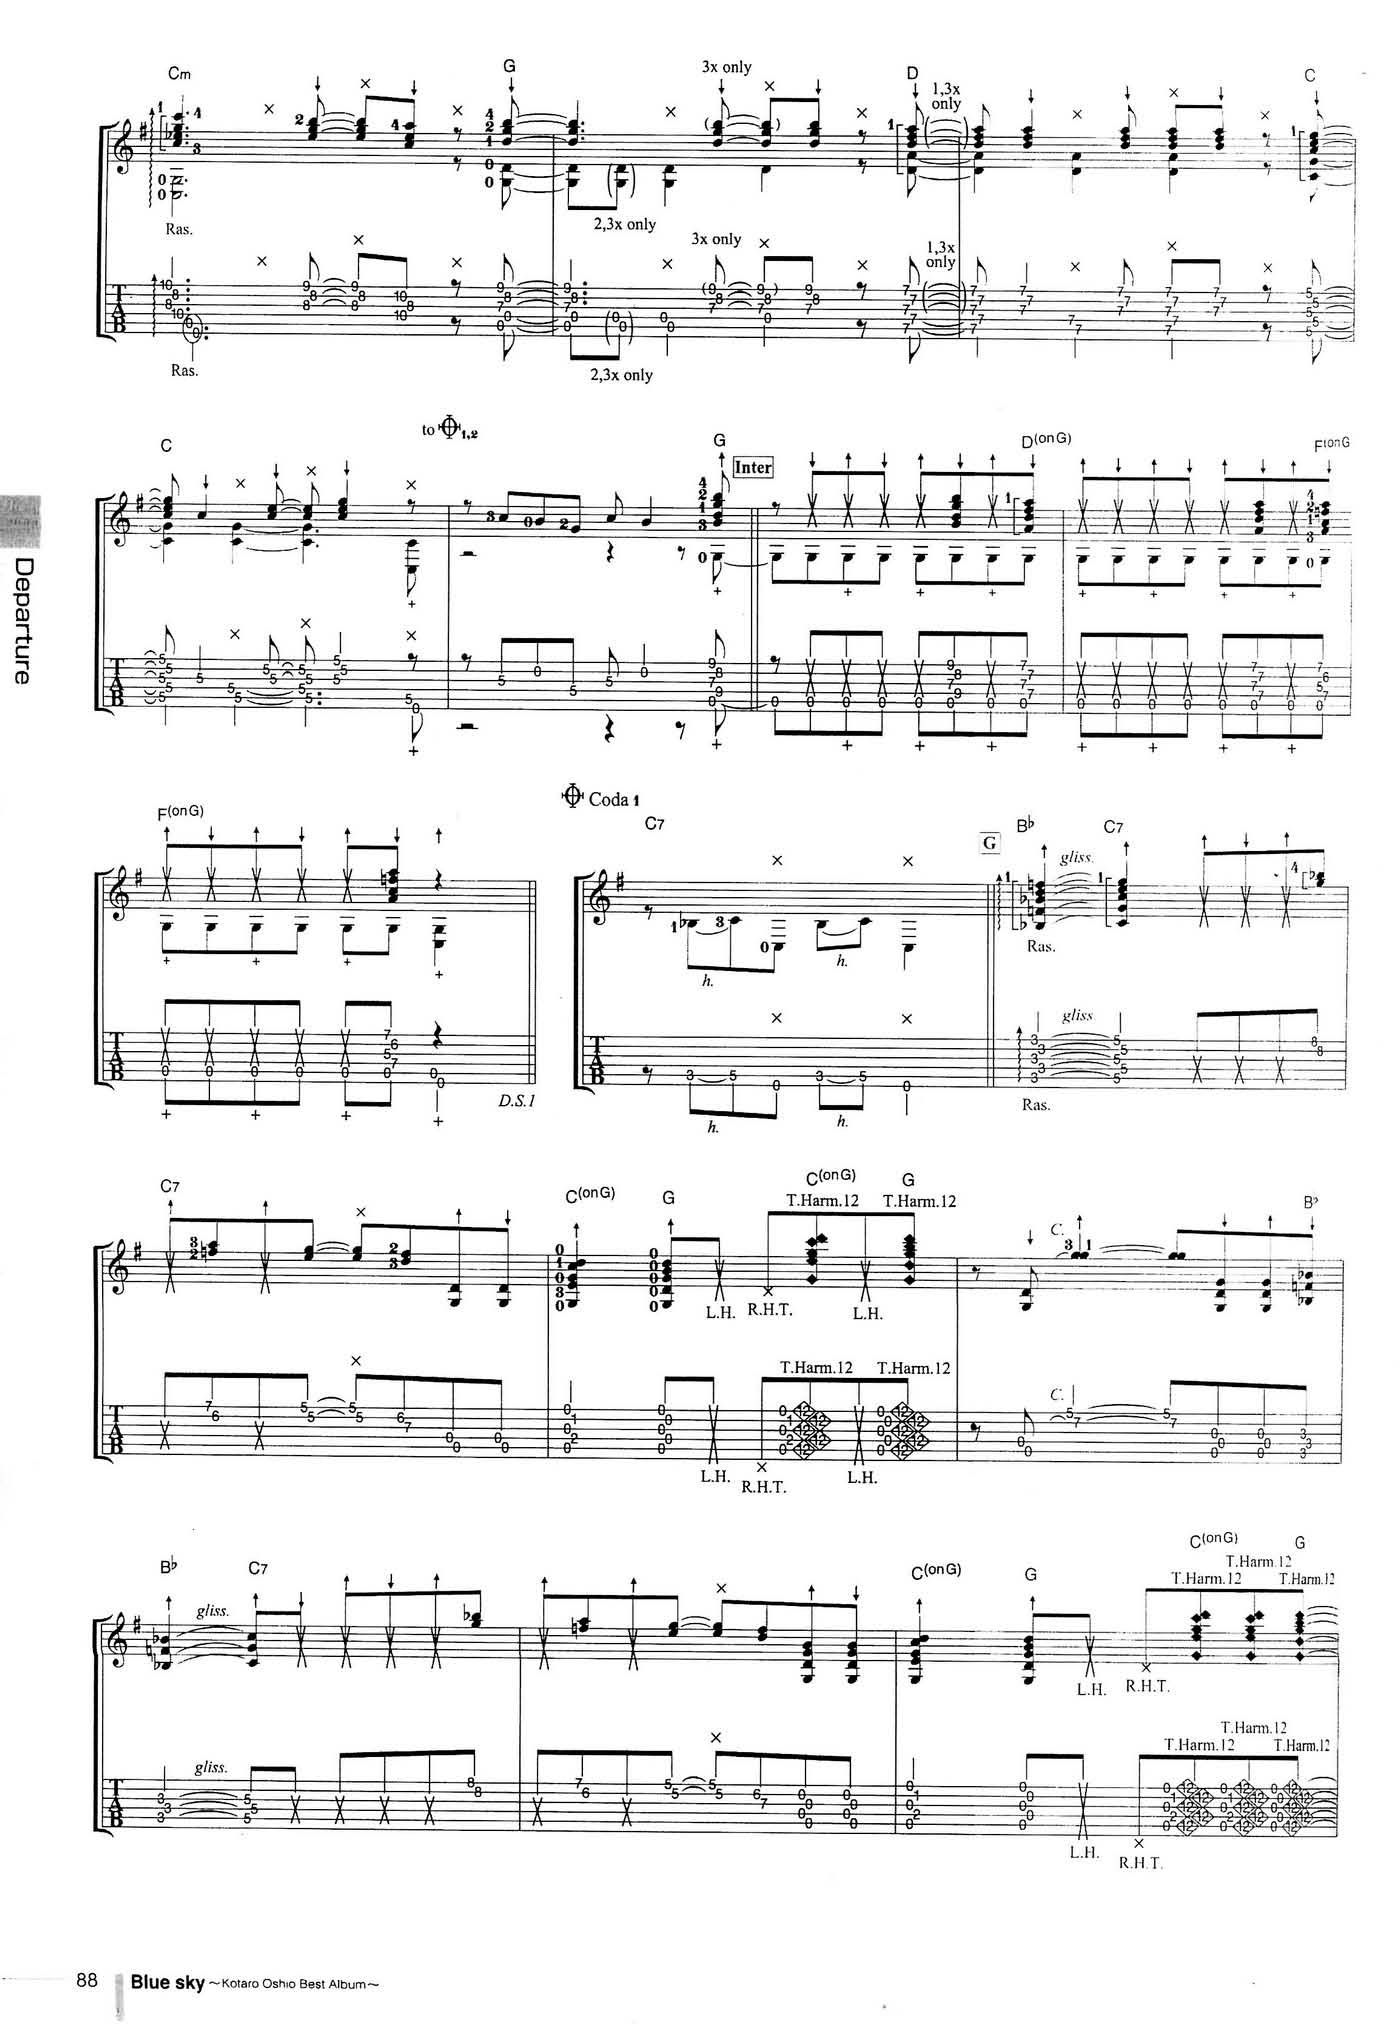 Cm G 3x only D 1,3x only C
Ras. 2,3x only
3x only 1,3x only
Ras. 2,3x only
Departure
C to 1,2 G Inter D(onG) F(onG
F(onG) Coda 1 C7 G B♭ gliss. C7
h. h. Ras.
gliss
D.S.1 h. h. Ras.
C7 C(onG) G C(onG) G B♭
T.Harm.12 T.Harm.12 C.
L.H. R.H.T. L.H.
T.Harm.12 T.Harm.12 C.
L.H. R.H.T. L.H.
B♭ gliss. C7 C(onG) G C(onG) G
T.Harm.12
T.Harm.12 T.Harm.12
L.H. R.H.T.
gliss. T.Harm.12
T.Harm.12 T.Harm.12
L.H. R.H.T.
88 Blue sky ~Kotaro Oshio Best Album~